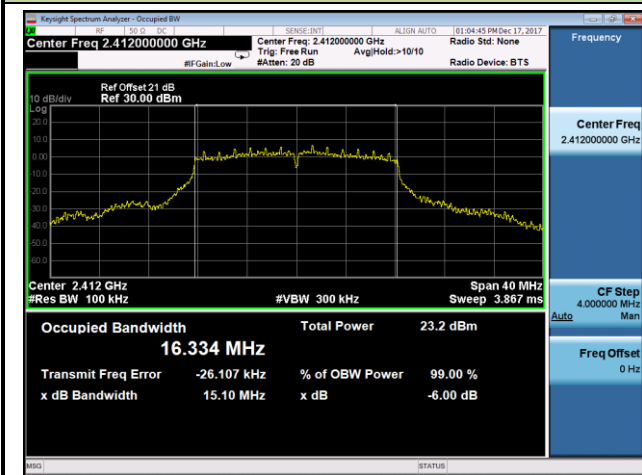 Keysight Spectrum Analyzer - Occupied BW
RF 50 Ω DC SENSE:INT ALIGN AUTO 01:04:45 PM Dec 17, 2017
Center Freq 2.412000000 GHz Center Freq: 2.412000000 GHz Radio Std: None
Trig: Free Run Avg|Hold:>10/10
#IFGain:Low #Atten: 20 dB Radio Device: BTS
Ref Offset 21 dB
10 dB/div Ref 30.00 dBm
Log
20.0
10.0
0.00
-10.0
-20.0
-30.0
-40.0
-50.0
-60.0
Center 2.412 GHz Span 40 MHz
#Res BW 100 kHz #VBW 300 kHz Sweep 3.867 ms
Occupied Bandwidth Total Power 23.2 dBm
16.334 MHz
Transmit Freq Error -26.107 kHz % of OBW Power 99.00 %
x dB Bandwidth 15.10 MHz x dB -6.00 dB
MSG STATUS
Frequency
Center Freq
2.412000000 GHz
CF Step
4.000000 MHz
Auto Man
Freq Offset
0 Hz